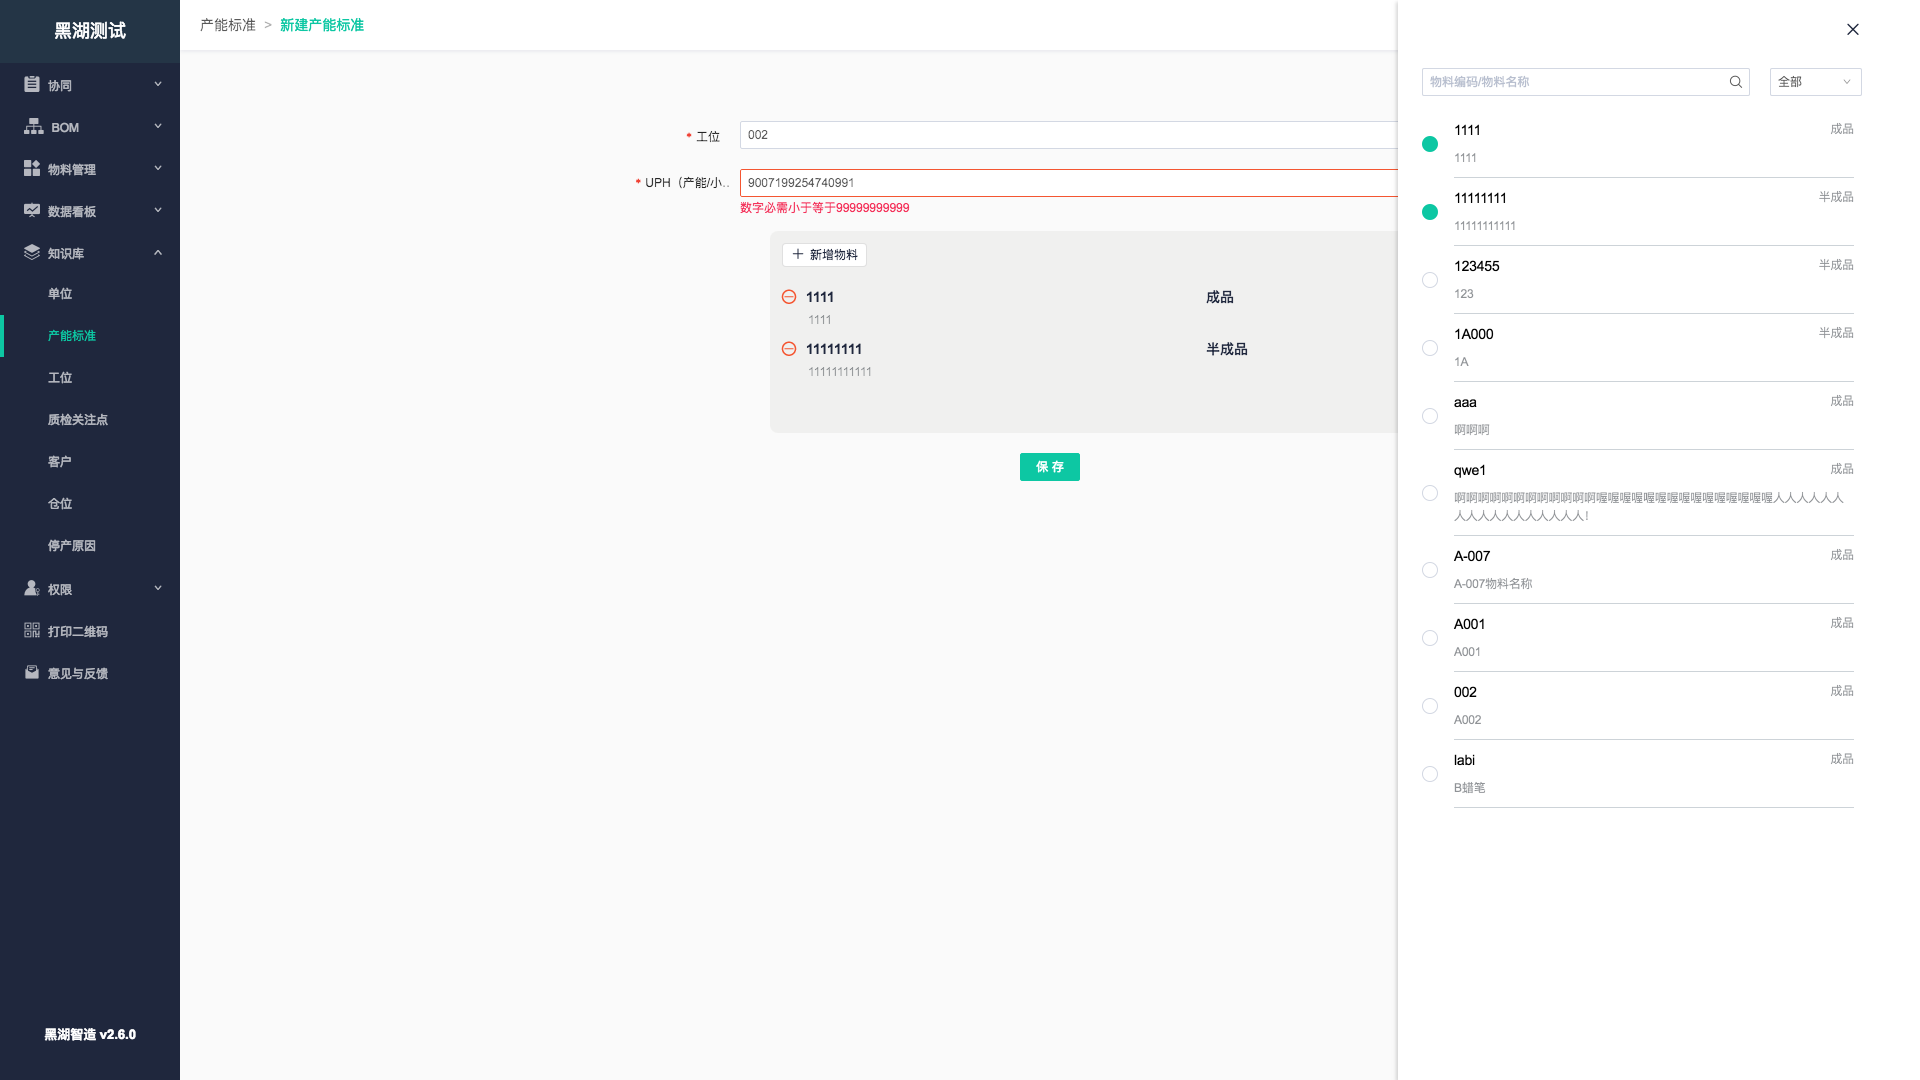 黑湖测试
协同
BOM
物料管理
数据看板
知识库
单位
产能标准
工位
质检关注点
客户
仓位
停产原因
权限
打印二维码
意见与反馈
黑湖智造 v2.6.0
产能标准 > 新建产能标准
* 工位
002
* UPH（产能/小..
9007199254740991
数字必需小于等于99999999999
新增物料
1111 成品
1111
11111111 半成品
11111111111
保 存
物料编码/物料名称
全部
1111 成品
1111
11111111 半成品
11111111111
123455 半成品
123
1A000 半成品
1A
aaa 成品
啊啊啊
qwe1 成品
啊啊啊啊啊啊啊啊啊啊啊啊喔喔喔喔喔喔喔喔喔喔喔喔喔喔喔人人人人人人
人人人人人人人人人人人!
A-007 成品
A-007物料名称
A001 成品
A001
002 成品
A002
labi 成品
B蜡笔